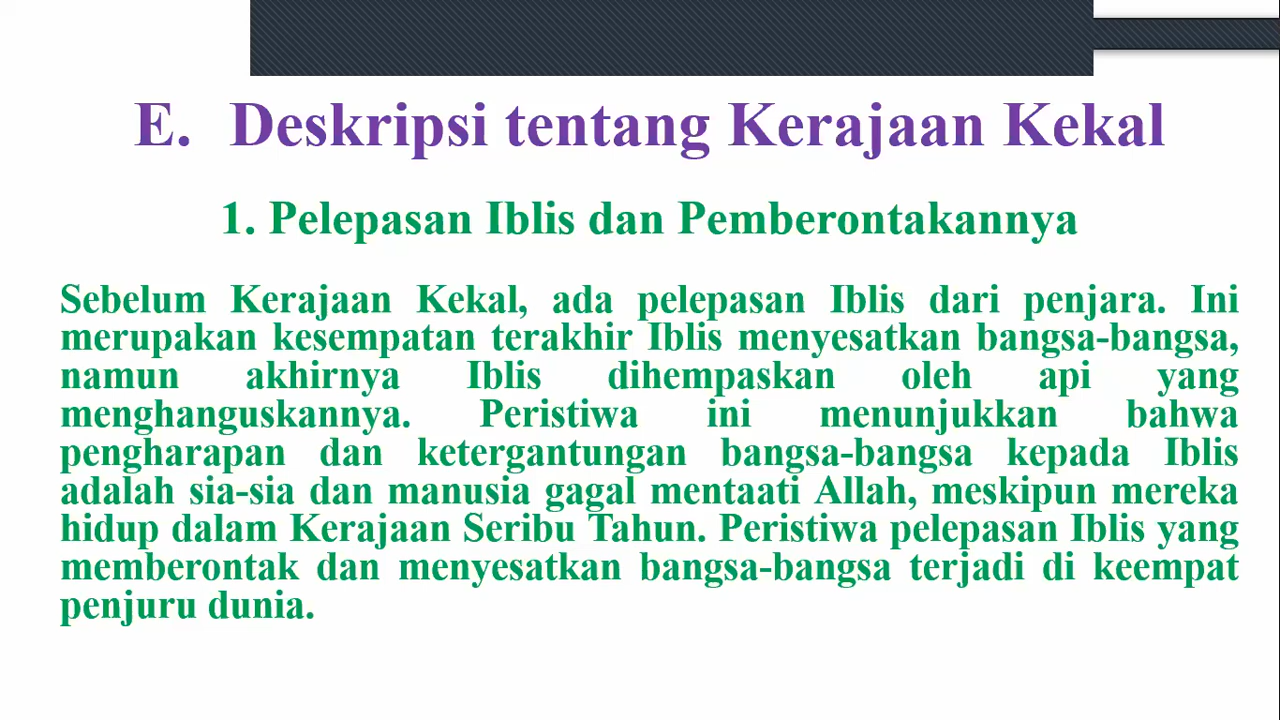 E. Deskripsi tentang Kerajaan Kekal
1. Pelepasan Iblis dan Pemberontakannya
Sebelum Kerajaan Kekal, ada pelepasan Iblis dari penjara. Ini
merupakan kesempatan terakhir Iblis menyesatkan bangsa-bangsa,
namun akhirnya Iblis dihempaskan oleh api yang
menghanguskannya. Peristiwa ini menunjukkan bahwa
pengharapan dan ketergantungan bangsa-bangsa kepada Iblis
adalah sia-sia dan manusia gagal mentaati Allah, meskipun mereka
hidup dalam Kerajaan Seribu Tahun. Peristiwa pelepasan Iblis yang
memberontak dan menyesatkan bangsa-bangsa terjadi di keempat
penjuru dunia.